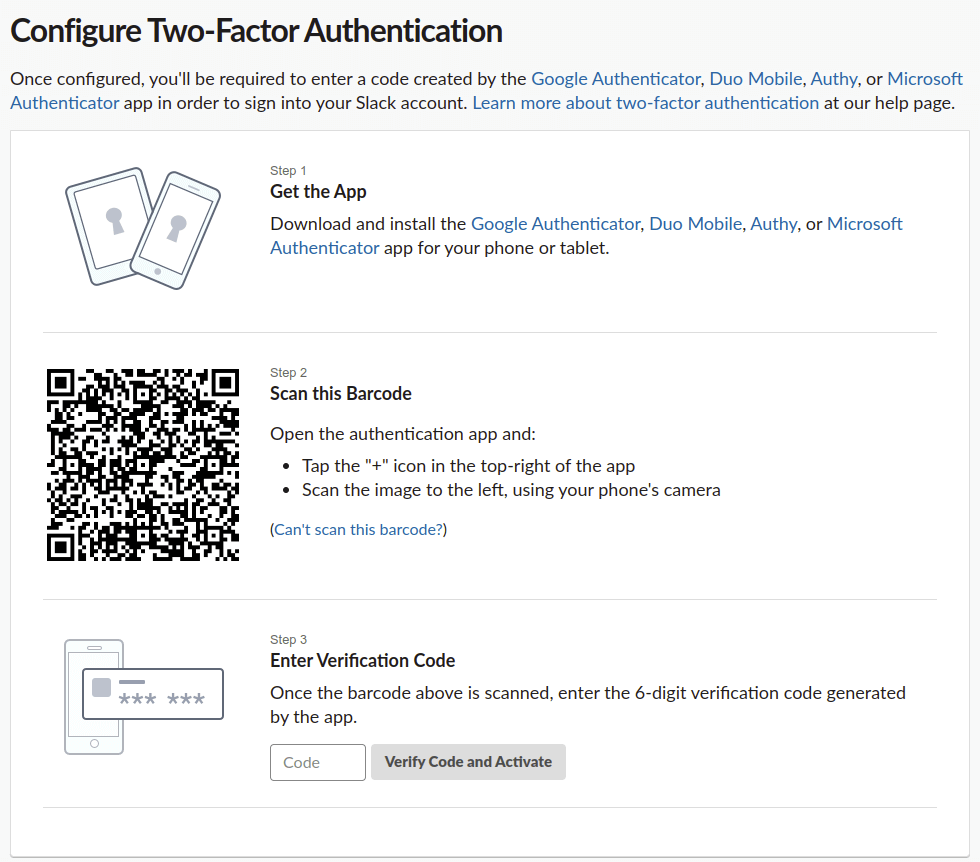 Configure Two-Factor Authentication
Once configured, you'll be required to enter a code created by the Google Authenticator, Duo Mobile, Authy, or Microsoft
Authenticator app in order to sign into your Slack account. Learn more about two-factor authentication at our help page.
Step 1
Get the App
Download and install the Google Authenticator, Duo Mobile, Authy, or Microsoft
Authenticator app for your phone or tablet.
Step 2
Scan this Barcode
Open the authentication app and:
• Tap the "+" icon in the top-right of the app
• Scan the image to the left, using your phone's camera
(Can't scan this barcode?)
Step 3
Enter Verification Code
*** ***
Once the barcode above is scanned, enter the 6-digit verification code generated
by the app.
Code
Verify Code and Activate